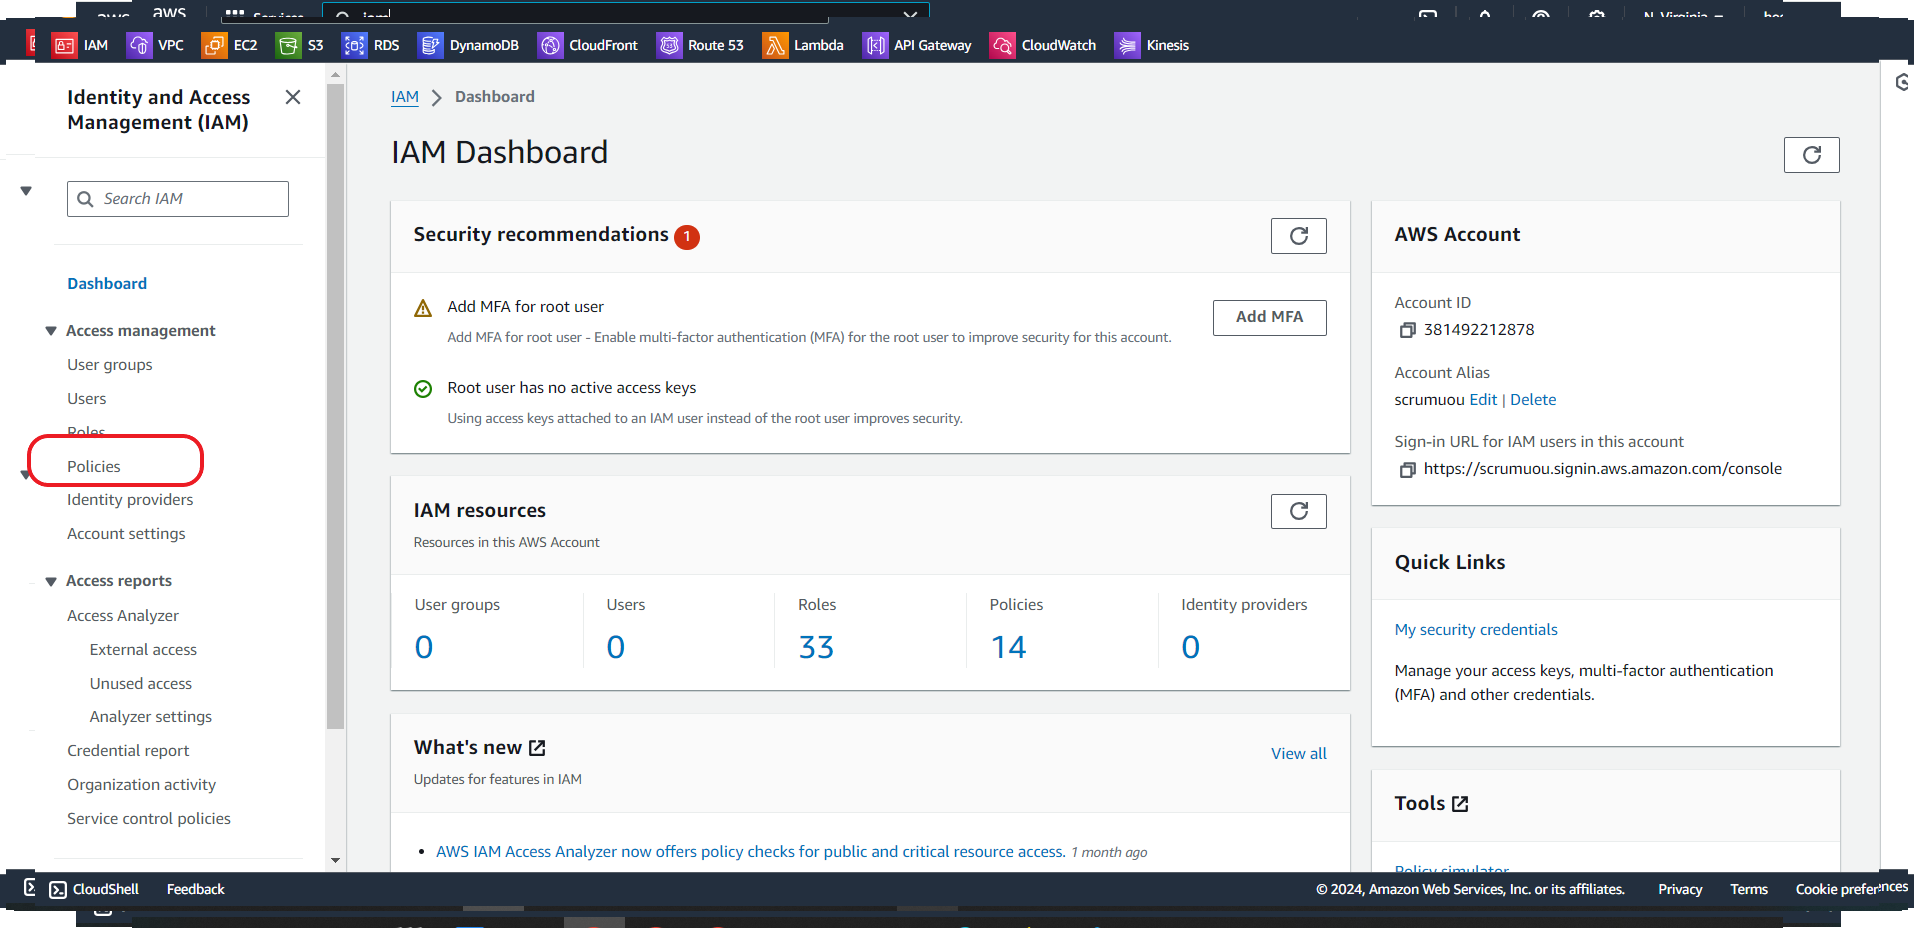 aws
aws
Services
iam
N. Virginia
IAM
VPC
EC2
S3
RDS
DynamoDB
CloudFront
Route 53
Lambda
API Gateway
CloudWatch
Kinesis
Identity and Access
Management (IAM)
Search IAM
Dashboard
Access management
User groups
Users
Roles
Policies
Identity providers
Account settings
Access reports
Access Analyzer
External access
Unused access
Analyzer settings
Credential report
Organization activity
Service control policies
IAM
Dashboard
IAM Dashboard
Security recommendations 1
Add MFA for root user
Add MFA for root user - Enable multi-factor authentication (MFA) for the root user to improve security for this account.
Add MFA
Root user has no active access keys
Using access keys attached to an IAM user instead of the root user improves security.
IAM resources
Resources in this AWS Account
User groups
0
Users
0
Roles
33
Policies
14
Identity providers
0
What's new
Updates for features in IAM
View all
AWS IAM Access Analyzer now offers policy checks for public and critical resource access. 1 month ago
AWS Account
Account ID
381492212878
Account Alias
scrumuou Edit | Delete
Sign-in URL for IAM users in this account
https://scrumuou.signin.aws.amazon.com/console
Quick Links
My security credentials
Manage your access keys, multi-factor authentication
(MFA) and other credentials.
Tools
Policy simulator
CloudShell
Feedback
© 2024, Amazon Web Services, Inc. or its affiliates.
Privacy
Terms
Cookie preferences